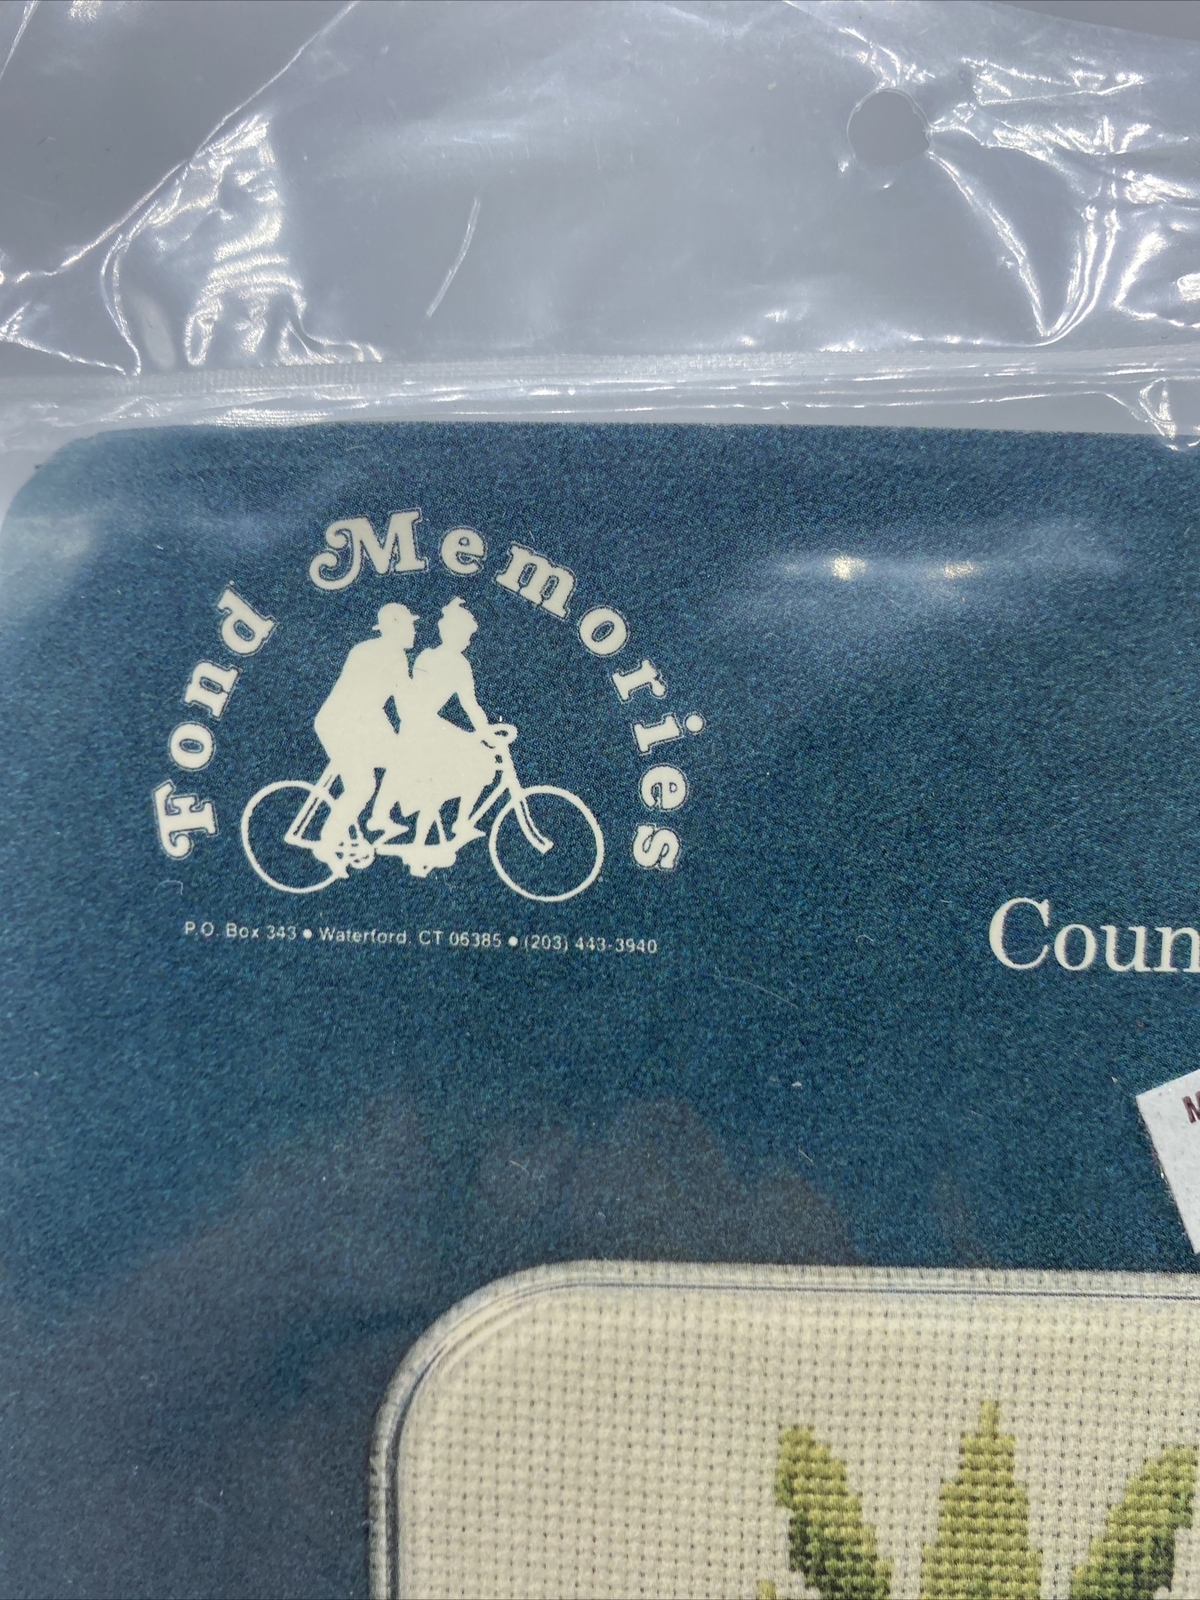 Fond Memories
P.O. Box 343 ● Waterford, CT 06385 ● (203) 443-3940
Coun
M